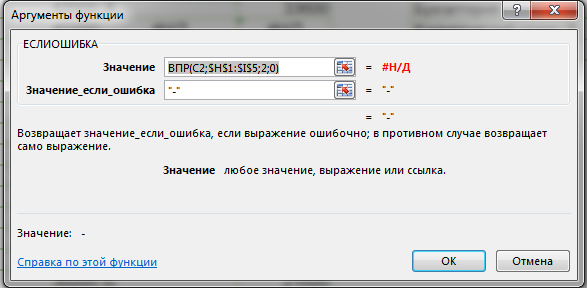 Аргументы функции
ЕСЛИОШИБКА
Значение ВПР(C2;$H$1:$I$5;2;0) = #Н/Д
Значение_если_ошибка "-" = "-"
= "-"
Возвращает значение_если_ошибка, если выражение ошибочно; в противном случае возвращает
само выражение.
Значение любое значение, выражение или ссылка.
Значение: -
Справка по этой функции
ОК
Отмена